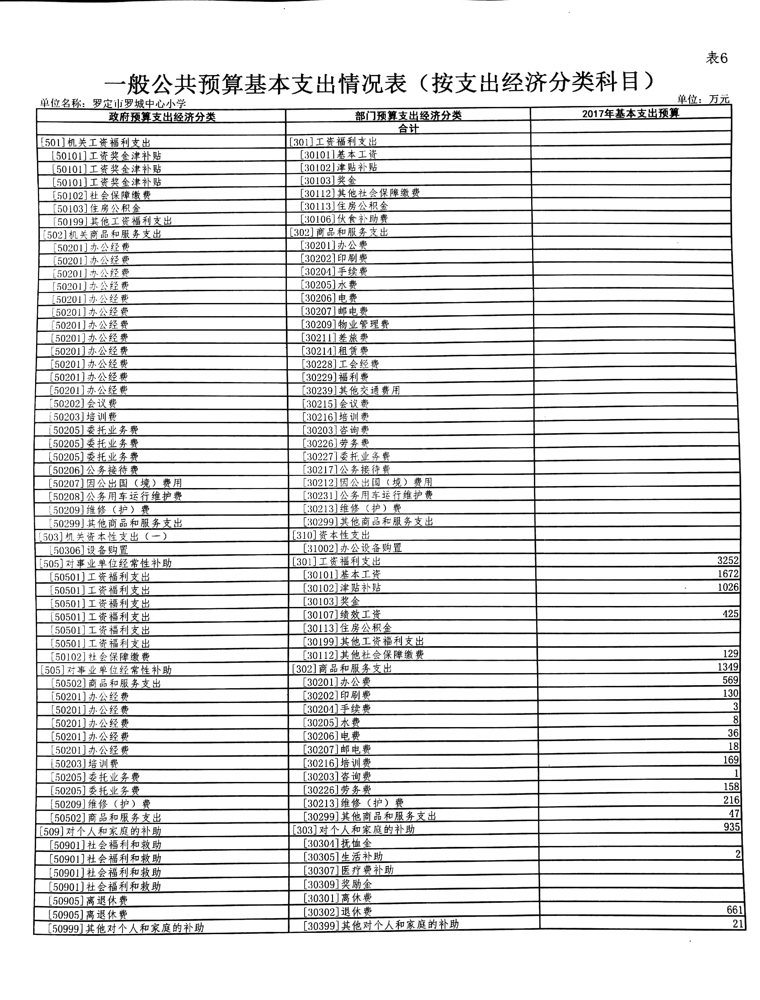 表6
一般公共预算基本支出情况表（按支出经济分类科目）
单位名称：罗定市罗城中心小学 单位：万元
政府预算支出经济分类 部门预算支出经济分类 2017年基本支出预算
合计
[501]机关工资福利支出 [301]工资福利支出
[50101]工资奖金津补贴 [30101]基本工资
[50101]工资奖金津补贴 [30102]津贴补贴
[50101]工资奖金津补贴 [30103]奖金
[50102]社会保障缴费 [30112]其他社会保障缴费
[50103]住房公积金 [30113]住房公积金
[50199]其他工资福利支出 [30106]伙食补助费
[502]机关商品和服务支出 [302]商品和服务支出
[50201]办公经费 [30201]办公费
[50201]办公经费 [30202]印刷费
[50201]办公经费 [30204]手续费
[50201]办公经费 [30205]水费
[50201]办公经费 [30206]电费
[50201]办公经费 [30207]邮电费
[50201]办公经费 [30209]物业管理费
[50201]办公经费 [30211]差旅费
[50201]办公经费 [30214]租赁费
[50201]办公经费 [30228]工会经费
[50201]办公经费 [30229]福利费
[50201]办公经费 [30239]其他交通费用
[50202]会议费 [30215]会议费
[50203]培训费 [30216]培训费
[50205]委托业务费 [30203]咨询费
[50205]委托业务费 [30226]劳务费
[50205]委托业务费 [30227]委托业务费
[50206]公务接待费 [30217]公务接待费
[50207]因公出国（境）费用 [30212]因公出国（境）费用
[50208]公务用车运行维护费 [30231]公务用车运行维护费
[50209]维修（护）费 [30213]维修（护）费
[50299]其他商品和服务支出 [30299]其他商品和服务支出
[503]机关资本性支出（一） [310]资本性支出
[50306]设备购置 [31002]办公设备购置
[505]对事业单位经常性补助 [301]工资福利支出 3252
[50501]工资福利支出 [30101]基本工资 1672
[50501]工资福利支出 [30102]津贴补贴 1026
[50501]工资福利支出 [30103]奖金
[50501]工资福利支出 [30107]绩效工资 425
[50501]工资福利支出 [30113]住房公积金
[50501]工资福利支出 [30199]其他工资福利支出
[50102]社会保障缴费 [30112]其他社会保障缴费 129
[505]对事业单位经常性补助 [302]商品和服务支出 1349
[50502]商品和服务支出 [30201]办公费 569
[50201]办公经费 [30202]印刷费 130
[50201]办公经费 [30204]手续费 3
[50201]办公经费 [30205]水费 8
[50201]办公经费 [30206]电费 36
[50201]办公经费 [30207]邮电费 18
[50203]培训费 [30216]培训费 169
[50205]委托业务费 [30203]咨询费 1
[50205]委托业务费 [30226]劳务费 158
[50209]维修（护）费 [30213]维修（护）费 216
[50502]商品和服务支出 [30299]其他商品和服务支出 47
[509]对个人和家庭的补助 [303]对个人和家庭的补助 935
[50901]社会福利和救助 [30304]抚恤金
[50901]社会福利和救助 [30305]生活补助 2
[50901]社会福利和救助 [30307]医疗费补助
[50901]社会福利和救助 [30309]奖励金
[50905]离退休费 [30301]离休费
[50905]离退休费 [30302]退休费 661
[50999]其他对个人和家庭的补助 [30399]其他对个人和家庭的补助 21